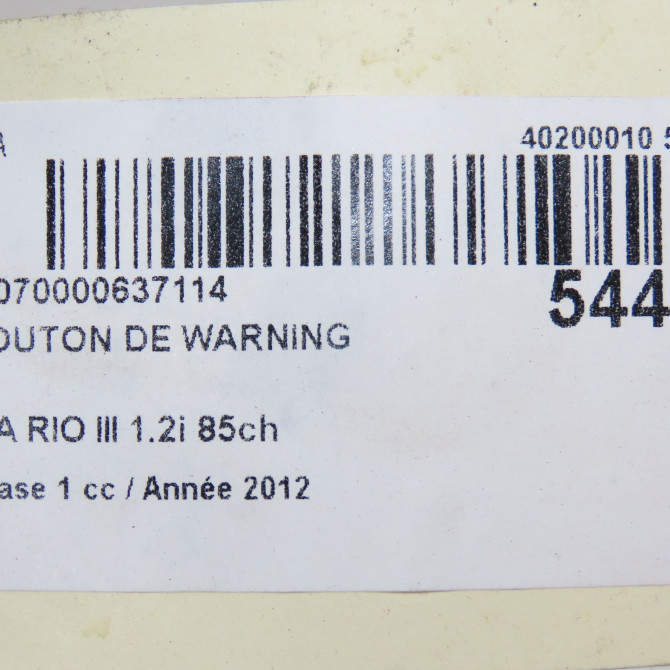 A 40200010 5
070000637114 544
OUTON DE WARNING
A RIO III 1.2i 85ch
ase 1 cc / Année 2012